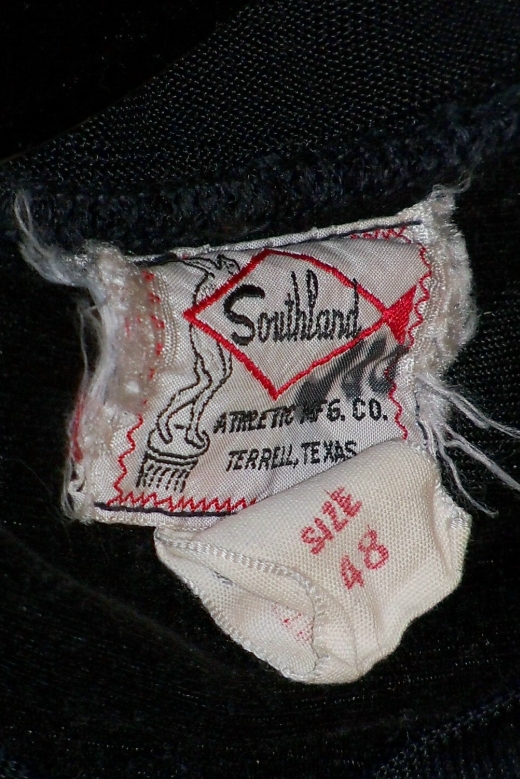 Southland
ATHLETIC MFG. CO.
TERRELL, TEXAS
SIZE
48